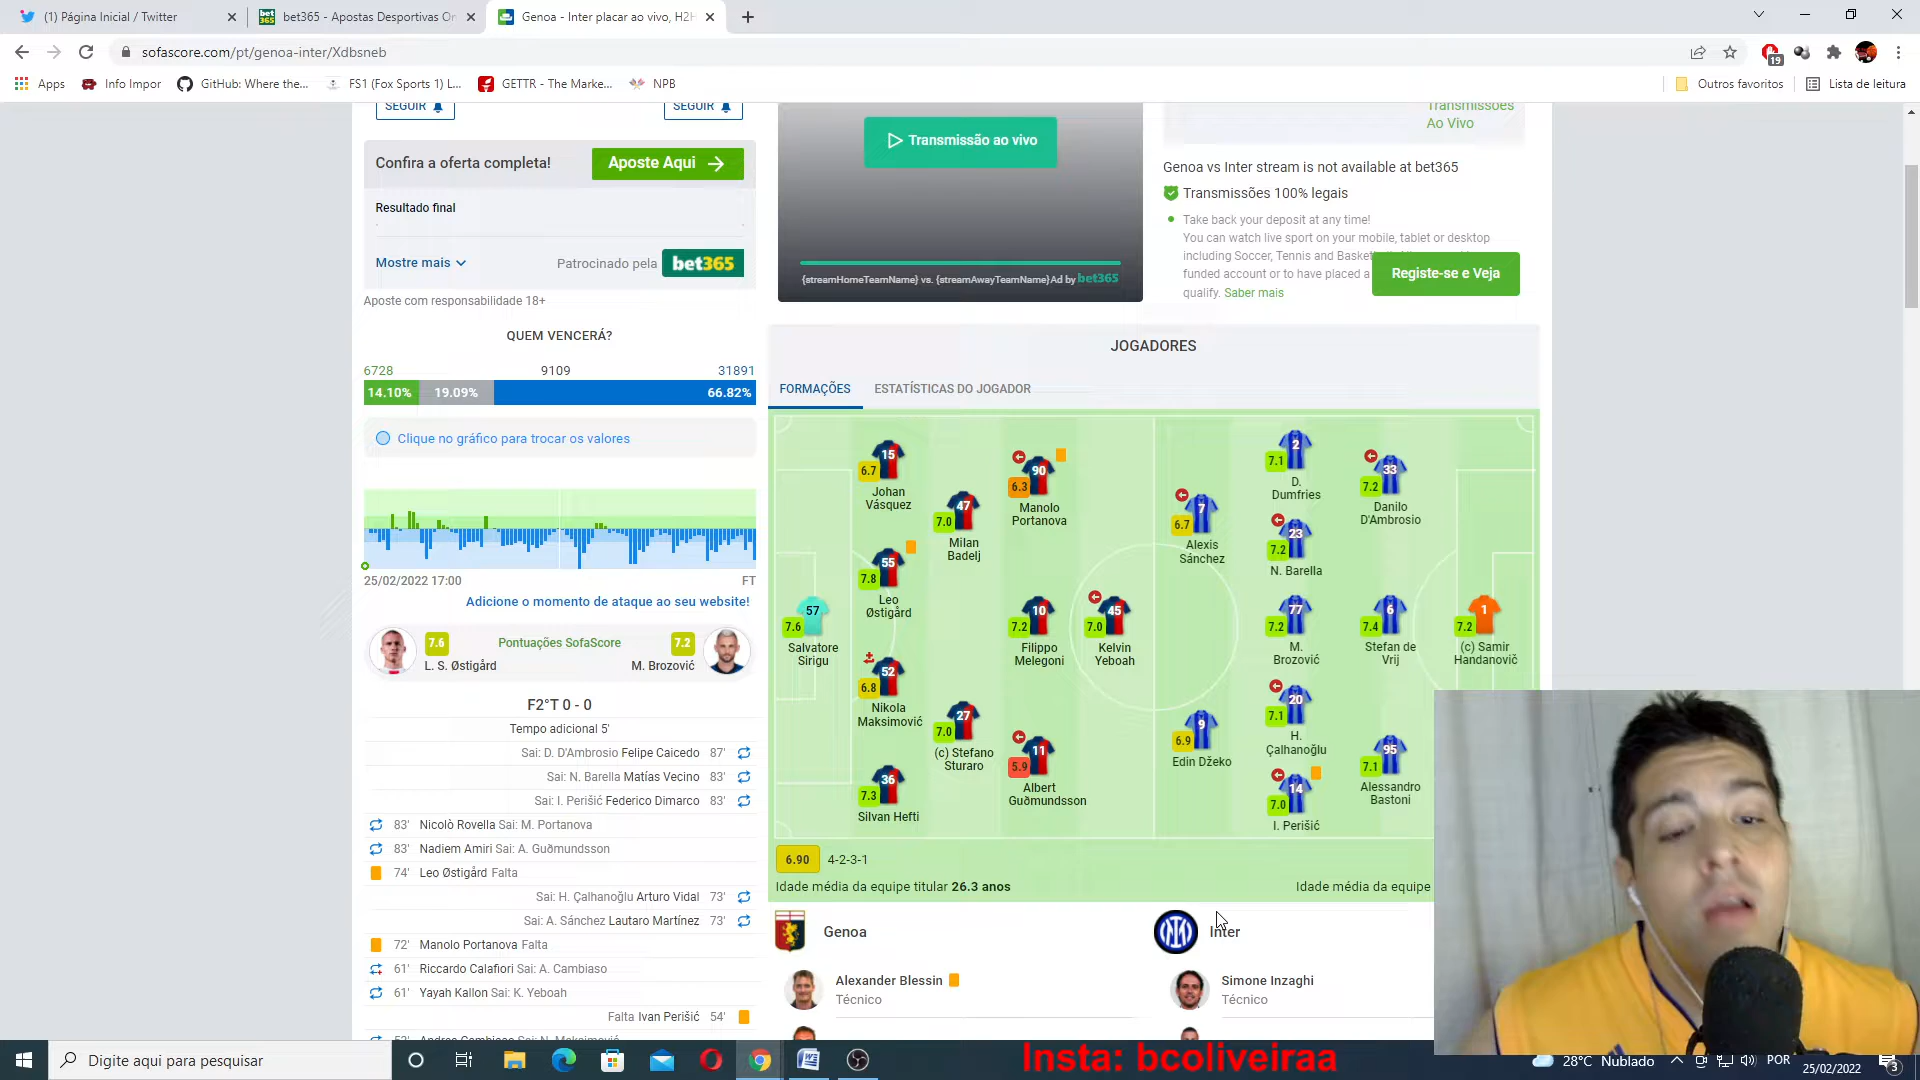 (1) Página Inicial / Twitter
bet365 - Apostas Desportivas On
Genoa - Inter placar ao vivo, H2H
sofascore.com/pt/genoa-inter/Xdbsneb
19
Apps
Info Impor
GitHub: Where the...
FS1 (Fox Sports 1) L...
GETTR - The Marke...
NPB
Outros favoritos
Lista de leitura
SEGUIR
SEGUIR
Confira a oferta completa!
Aposte Aqui
Resultado final
Mostre mais
Patrocinado pela
bet365
Aposte com responsabilidade 18+
QUEM VENCERÁ?
6728
9109
31891
14.10%
19.09%
66.82%
Clique no gráfico para trocar os valores
25/02/2022 17:00
FT
Adicione o momento de ataque ao seu website!
7.6
Pontuações SofaScore
7.2
L. S. Østigård
M. Brozović
F2°T 0 - 0
Tempo adicional 5'
Sai: D. D'Ambrosio Felipe Caicedo 87'
Sai: N. Barella Matías Vecino 83'
Sai: I. Perišić Federico Dimarco 83'
83' Nicolò Rovella Sai: M. Portanova
83' Nadiem Amiri Sai: A. Guðmundsson
74' Leo Østigård Falta
Sai: H. Çalhanoğlu Arturo Vidal 73'
Sai: A. Sánchez Lautaro Martínez 73'
72' Manolo Portanova Falta
61' Riccardo Calafiori Sai: A. Cambiaso
61' Yayah Kallon Sai: K. Yeboah
Falta Ivan Perišić 54'
Transmissão ao vivo
{streamHomeTeamName} vs. {streamAwayTeamName} Ad by bet365
Transmissões
Ao Vivo
Genoa vs Inter stream is not available at bet365
Transmissões 100% legais
Take back your deposit at any time!
You can watch live sport on your mobile, tablet or desktop
including Soccer, Tennis and Basket
funded account or to have placed a
qualify. Saber mais
Registe-se e Veja
JOGADORES
FORMAÇÕES
ESTATÍSTICAS DO JOGADOR
15
6.7
Johan
Vásquez
55
7.8
Leo
Østigård
57
7.6
Salvatore
Sirigu
52
6.8
Nikola
Maksimović
36
7.3
Silvan Hefti
47
7.0
Milan
Badelj
27
7.0
(c) Stefano
Sturaro
90
6.3
Manolo
Portanova
10
7.2
Filippo
Melegoni
11
5.9
Albert
Guðmundsson
45
7.0
Kelvin
Yeboah
7
6.7
Alexis
Sánchez
9
6.9
Edin Džeko
2
7.1
D.
Dumfries
23
7.2
N. Barella
77
7.2
M.
Brozović
20
7.1
H.
Çalhanoğlu
14
7.0
I. Perišić
33
7.2
Danilo
D'Ambrosio
6
7.4
Stefan de
Vrij
95
7.1
Alessandro
Bastoni
1
7.2
(c) Samir
Handanovič
6.90
4-2-3-1
Idade média da equipe titular 26.3 anos
Idade média da equipe
Genoa
Inter
Alexander Blessin
Técnico
Simone Inzaghi
Técnico
Digite aqui para pesquisar
Insta: bcoliveiraa
28°C Nublado
POR
25/02/2022
3